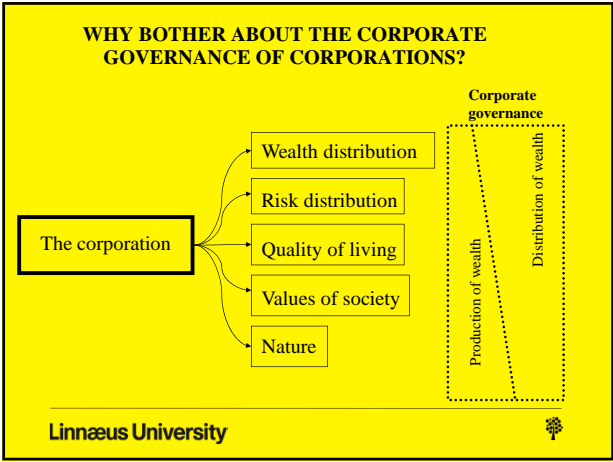 WHY BOTHER ABOUT THE CORPORATE
GOVERNANCE OF CORPORATIONS?
Corporate
governance
The corporation
Wealth distribution
Risk distribution
Quality of living
Values of society
Nature
Production of wealth
Distribution of wealth
Linnæus University